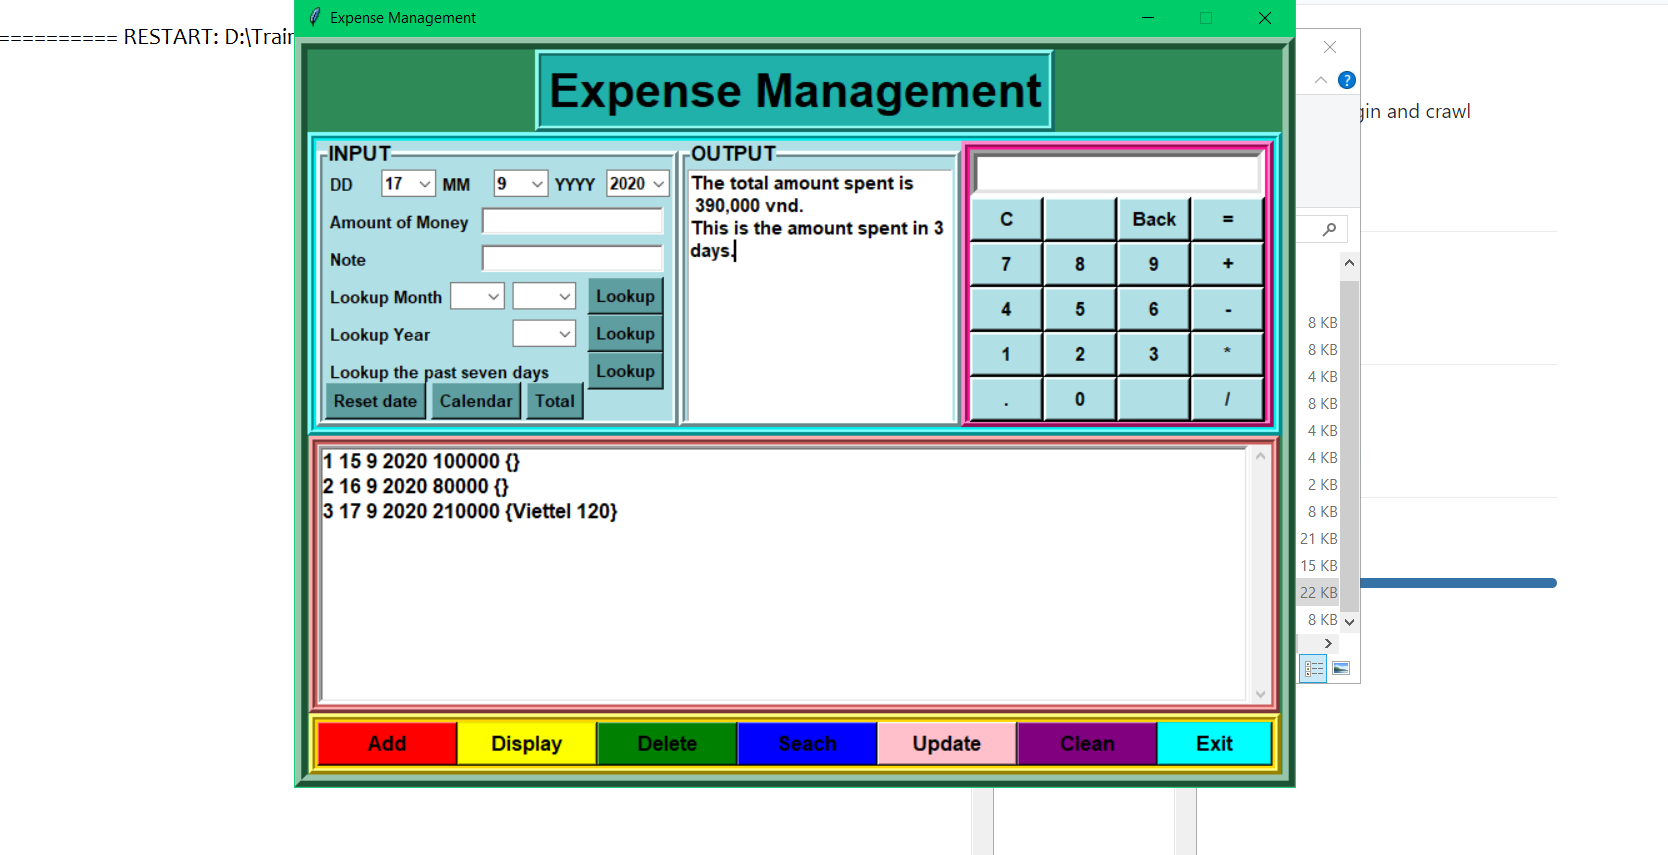 Expense Management
========== RESTART: D:\Train
Expense Management
gin and crawl
INPUT
DD 17 MM 9 YYYY 2020
Amount of Money
Note
Lookup Month Lookup
Lookup Year Lookup
Lookup the past seven days Lookup
Reset date Calendar Total
OUTPUT
The total amount spent is
390,000 vnd.
This is the amount spent in 3
days.
C Back =
7 8 9 +
4 5 6 -
1 2 3 *
. 0 /
8 KB
8 KB
4 KB
8 KB
4 KB
4 KB
2 KB
8 KB
21 KB
15 KB
22 KB
8 KB
1 15 9 2020 100000 {}
2 16 9 2020 80000 {}
3 17 9 2020 210000 {Viettel 120}
Add Display Delete Seach Update Clean Exit